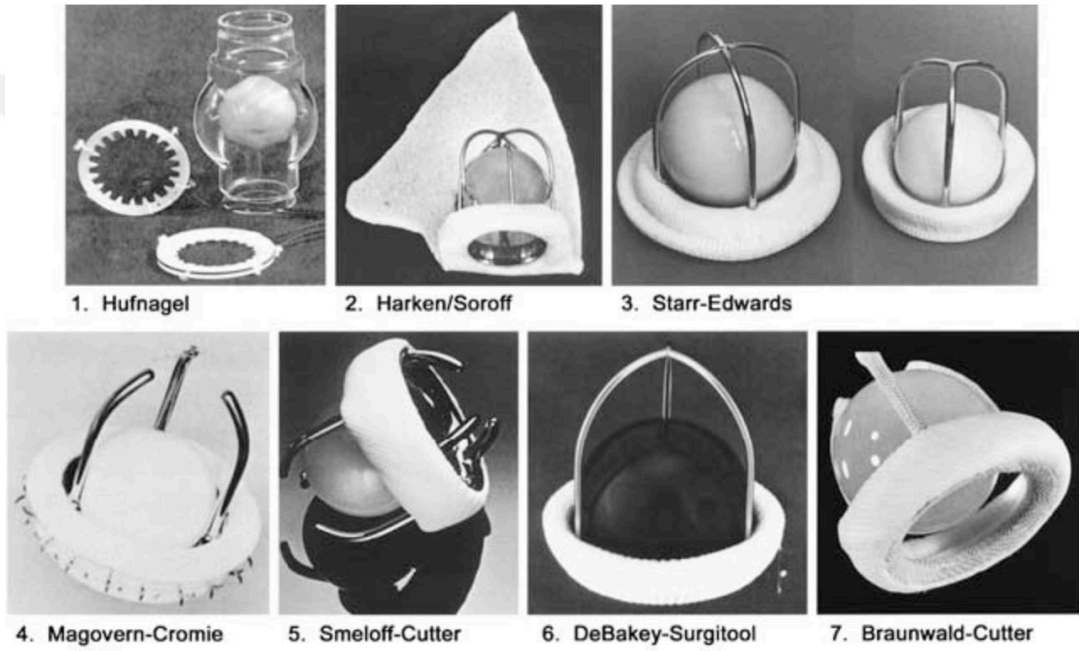 1. Hufnagel
2. Harken/Soroff
3. Starr-Edwards
4. Magovern-Cromie
5. Smeloff-Cutter
6. DeBakey-Surgitool
7. Braunwald-Cutter